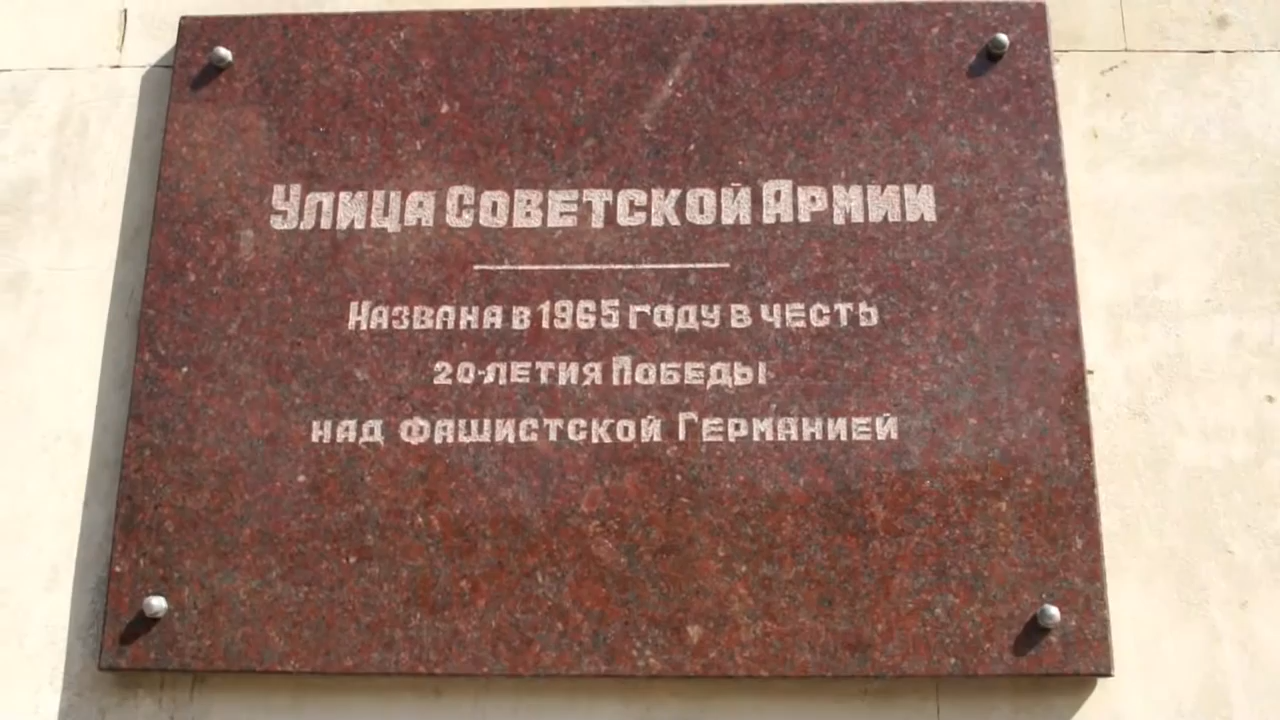 Улица Советской Армии
Названа в 1965 году в честь
20-летия Победы
над фашистской Германией